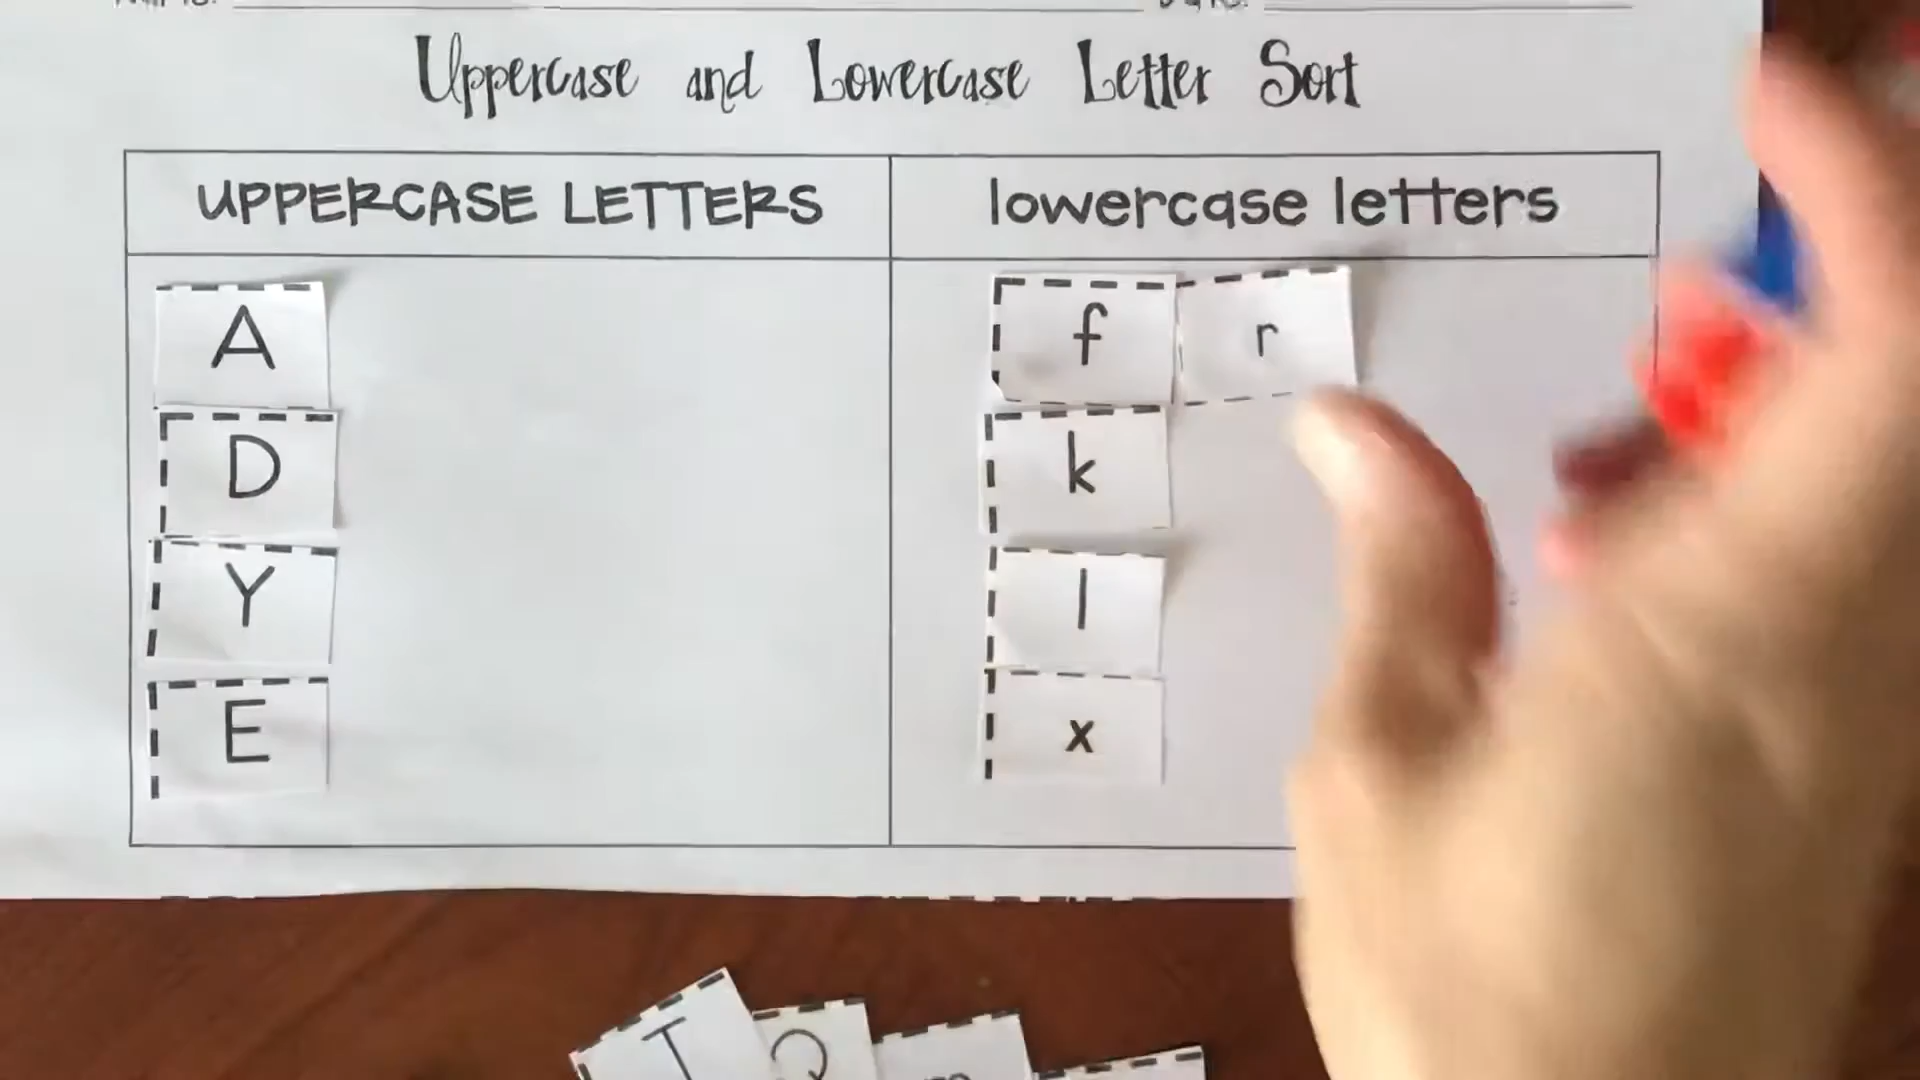 Uppercase and Lowercase Letter Sort
UPPERCASE LETTERS
lowercase letters
A
f r
D
k
Y
l
E
x
T
Q